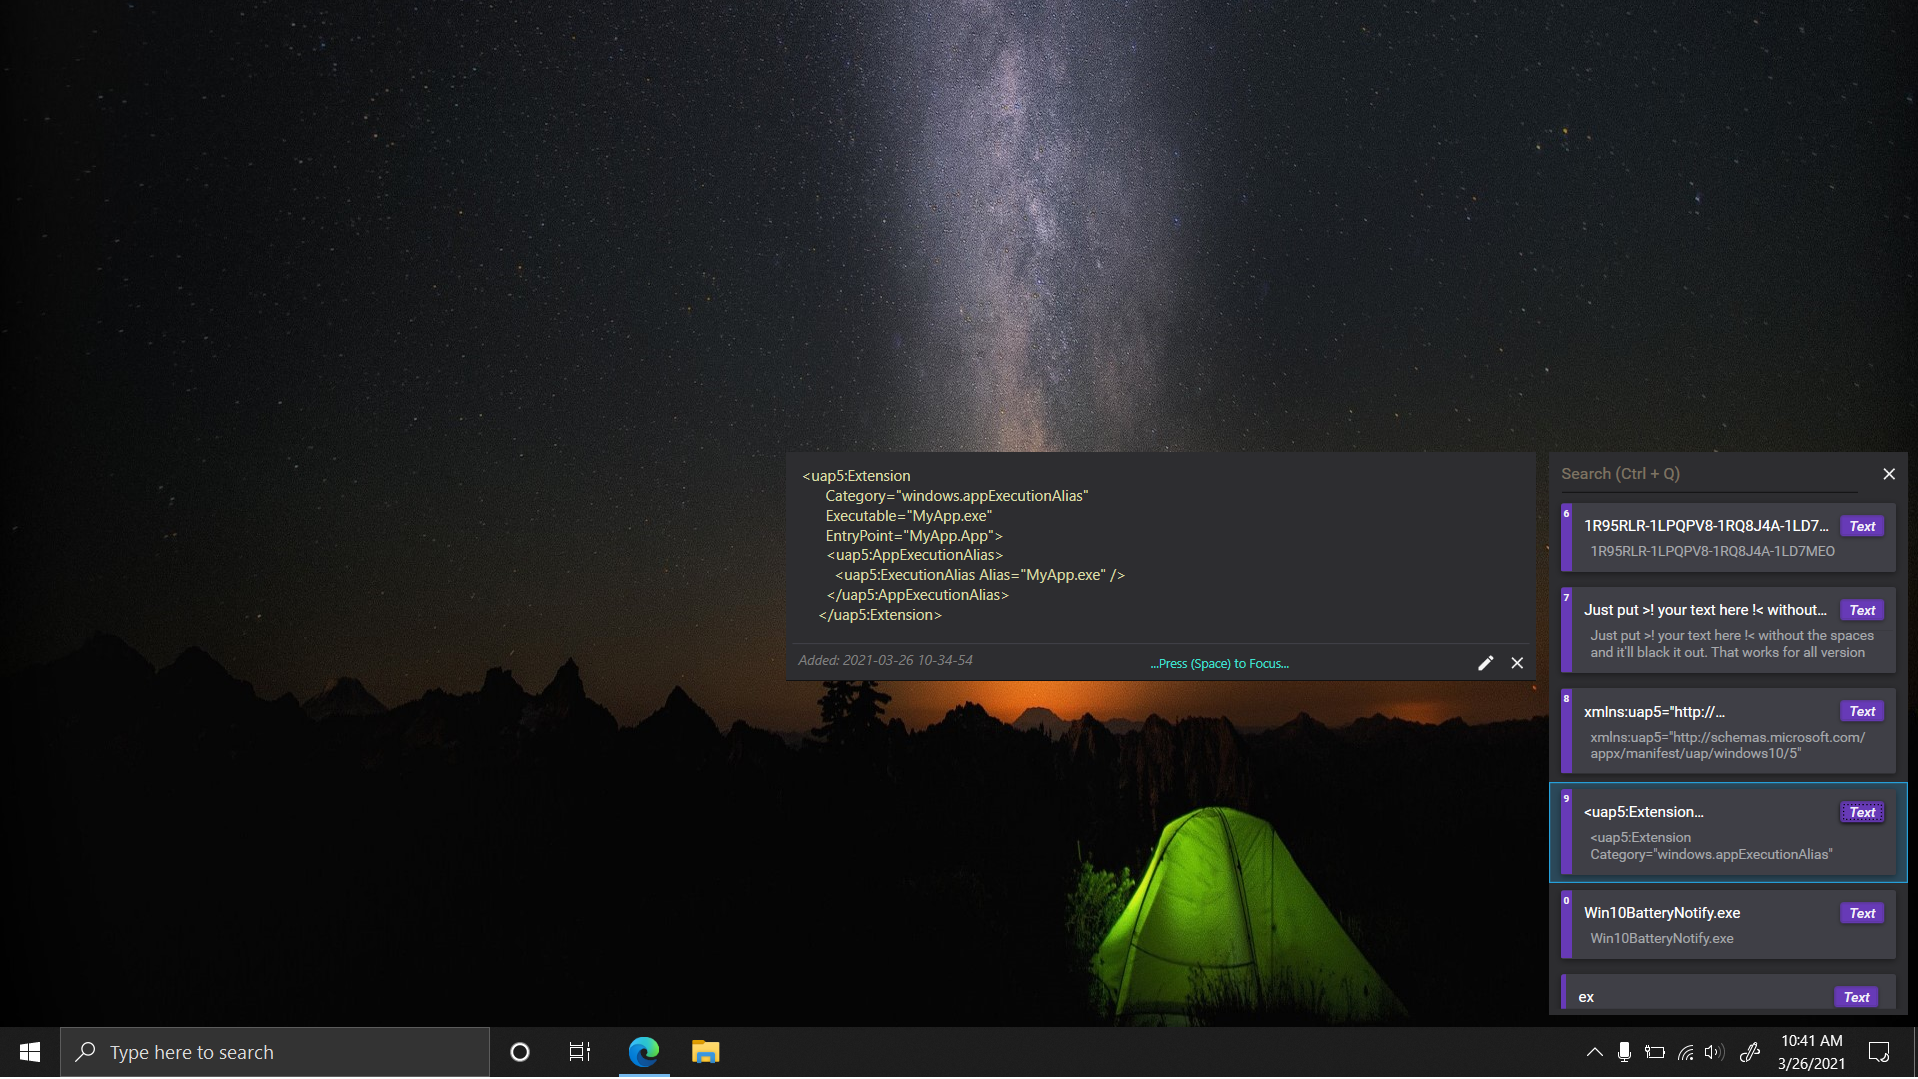 <uap5:Extension
Category="windows.appExecutionAlias"
Executable="MyApp.exe"
EntryPoint="MyApp.App">
<uap5:AppExecutionAlias>
<uap5:ExecutionAlias Alias="MyApp.exe" />
</uap5:AppExecutionAlias>
</uap5:Extension>
Added: 2021-03-26 10-34-54
...Press (Space) to Focus...
Search (Ctrl + Q)
6
1R95RLR-1LPQPV8-1RQ8J4A-1LD7... Text
1R95RLR-1LPQPV8-1RQ8J4A-1LD7MEO
7
Just put >! your text here !< without... Text
Just put >! your text here !< without the spaces
and it'll black it out. That works for all version
8
xmlns:uap5="http://... Text
xmlns:uap5="http://schemas.microsoft.com/
appx/manifest/uap/windows10/5"
9
<uap5:Extension... Text
<uap5:Extension
Category="windows.appExecutionAlias"
0
Win10BatteryNotify.exe Text
Win10BatteryNotify.exe
ex Text
Type here to search
10:41 AM
3/26/2021